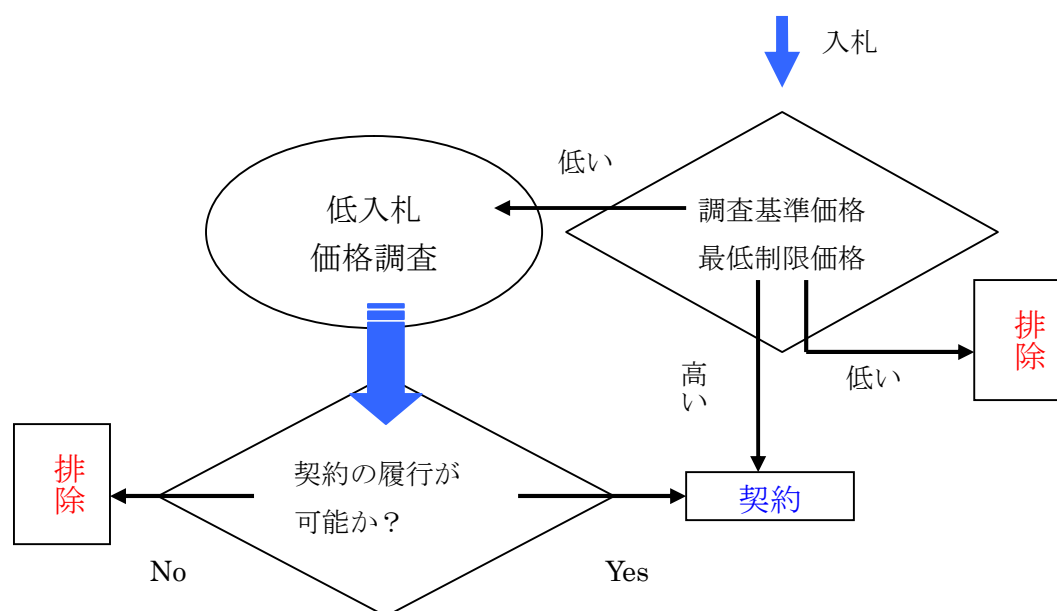 入札
低い
調査基準価格
最低制限価格
低入札
価格調査
排除
高い
低い
契約の履行が
可能か？
排除
契約
No
Yes